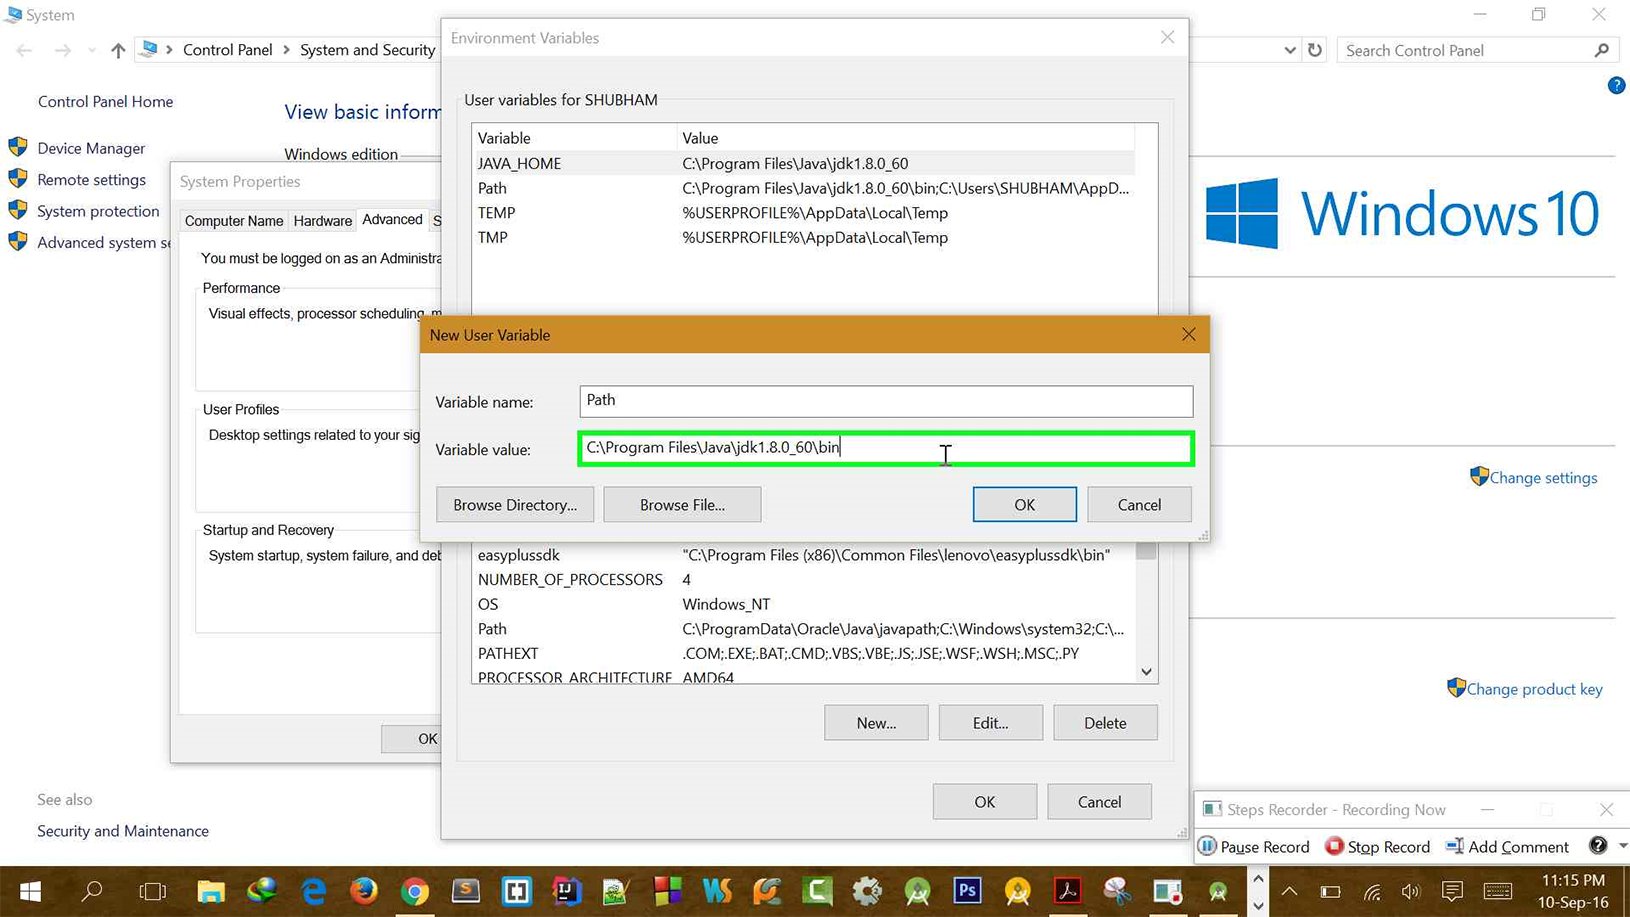 System
Control Panel
System and Security
Search Control Panel
Control Panel Home
Device Manager
Remote settings
System protection
Advanced system se
View basic inform
Windows edition
System Properties
Computer Name
Hardware
Advanced
S
You must be logged on as an Administra
Performance
Visual effects, processor scheduling, m
User Profiles
Desktop settings related to your sig
Startup and Recovery
System startup, system failure, and deb
OK
See also
Security and Maintenance
Environment Variables
User variables for SHUBHAM
Variable Value
JAVA_HOME C:\Program Files\Java\jdk1.8.0_60
Path C:\Program Files\Java\jdk1.8.0_60\bin;C:\Users\SHUBHAM\AppD...
TEMP %USERPROFILE%\AppData\Local\Temp
TMP %USERPROFILE%\AppData\Local\Temp
New User Variable
Variable name: Path
Variable value: C:\Program Files\Java\jdk1.8.0_60\bin
Browse Directory...
Browse File...
OK
Cancel
easyplussdk "C:\Program Files (x86)\Common Files\lenovo\easyplussdk\bin"
NUMBER_OF_PROCESSORS 4
OS Windows_NT
Path C:\ProgramData\Oracle\Java\javapath;C:\Windows\system32;C:\...
PATHEXT .COM;.EXE;.BAT;.CMD;.VBS;.VBE;.JS;.JSE;.WSF;.WSH;.MSC;.PY
PROCESSOR_ARCHITECTURE AMD64
New...
Edit...
Delete
OK
Cancel
Windows 10
Change settings
Change product key
Steps Recorder - Recording Now
Pause Record
Stop Record
Add Comment
Ps
11:15 PM
10-Sep-16